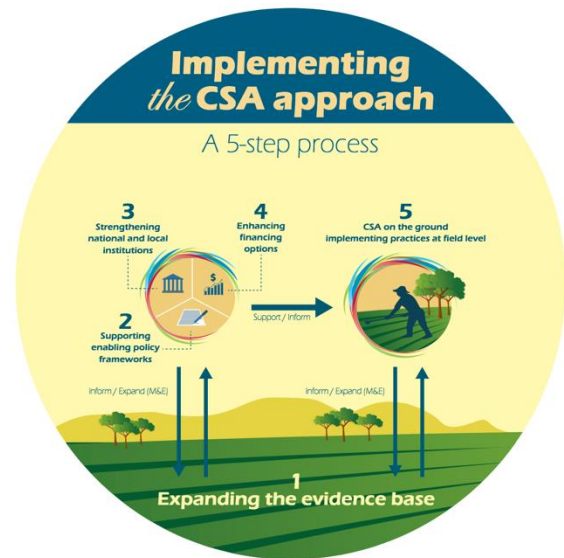 Implementing
the CSA approach
A 5-step process
3
Strengthening
national and local
institutions
4
Enhancing
financing
options
5
CSA on the ground
implementing practices at field level
$
2
Supporting
enabling policy
frameworks
Support / Inform
Inform / Expand (M&E)
Inform / Expand (M&E)
1
Expanding the evidence base